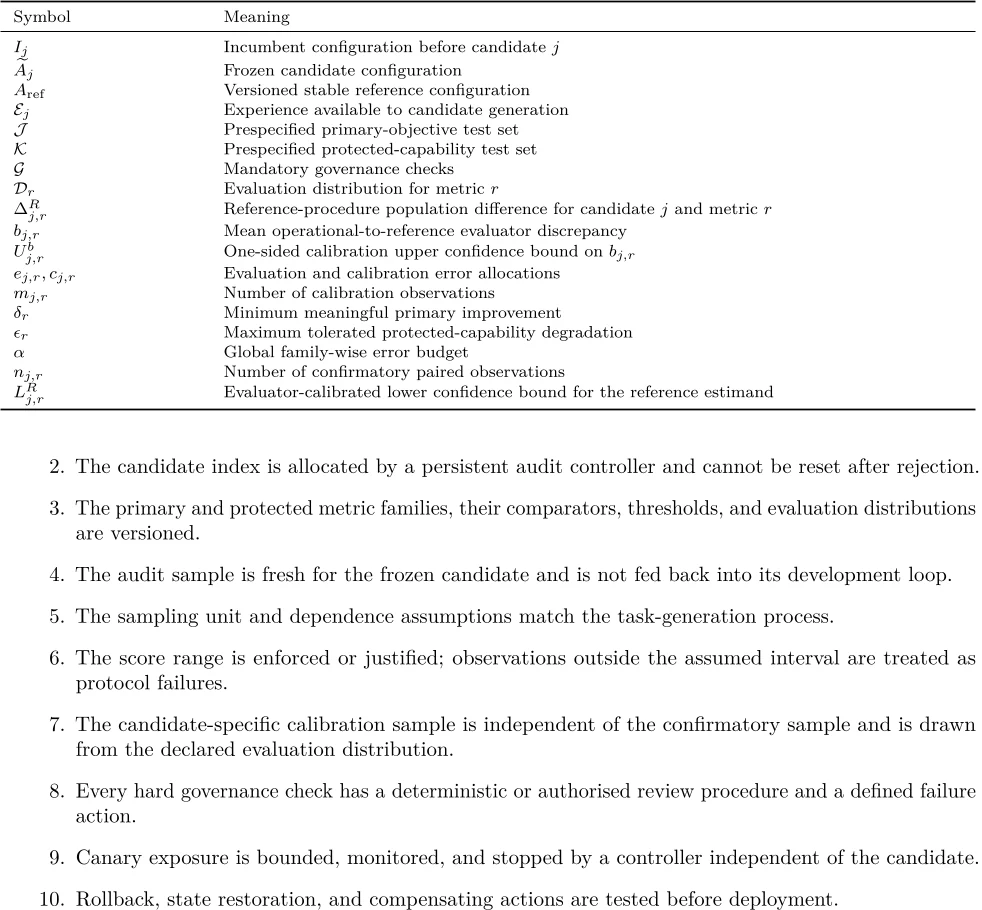 Symbol Meaning
I_j Incumbent configuration before candidate j
Ã_j Frozen candidate configuration
A_ref Versioned stable reference configuration
ℰ_j Experience available to candidate generation
𝒥 Prespecified primary-objective test set
𝒦 Prespecified protected-capability test set
𝒢 Mandatory governance checks
𝒟_r Evaluation distribution for metric r
Δ^R_{j,r} Reference-procedure population difference for candidate j and metric r
b_{j,r} Mean operational-to-reference evaluator discrepancy
U^b_{j,r} One-sided calibration upper confidence bound on b_{j,r}
e_{j,r}, c_{j,r} Evaluation and calibration error allocations
m_{j,r} Number of calibration observations
δ_r Minimum meaningful primary improvement
ϵ_r Maximum tolerated protected-capability degradation
α Global family-wise error budget
n_{j,r} Number of confirmatory paired observations
L^R_{j,r} Evaluator-calibrated lower confidence bound for the reference estimand
2. The candidate index is allocated by a persistent audit controller and cannot be reset after rejection.
3. The primary and protected metric families, their comparators, thresholds, and evaluation distributions
are versioned.
4. The audit sample is fresh for the frozen candidate and is not fed back into its development loop.
5. The sampling unit and dependence assumptions match the task-generation process.
6. The score range is enforced or justified; observations outside the assumed interval are treated as
protocol failures.
7. The candidate-specific calibration sample is independent of the confirmatory sample and is drawn
from the declared evaluation distribution.
8. Every hard governance check has a deterministic or authorised review procedure and a defined failure
action.
9. Canary exposure is bounded, monitored, and stopped by a controller independent of the candidate.
10. Rollback, state restoration, and compensating actions are tested before deployment.